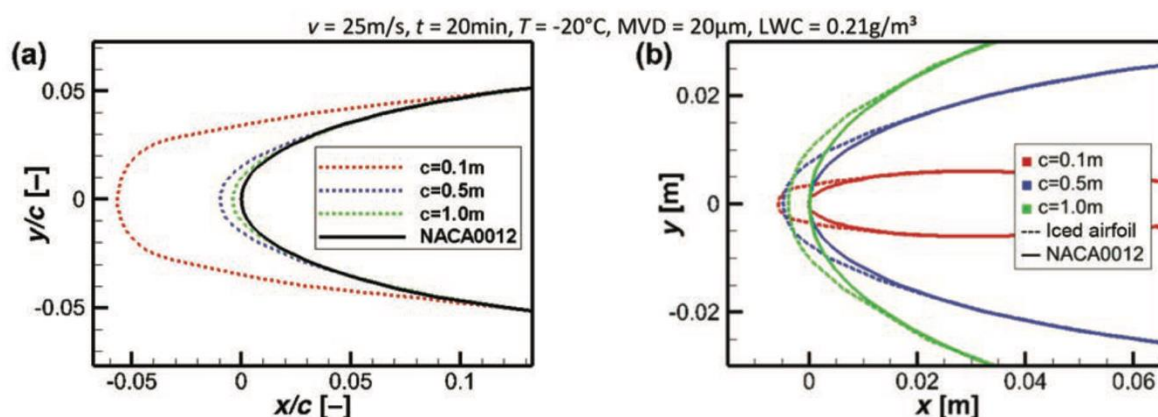 v = 25m/s, t = 20min, T = -20°C, MVD = 20µm, LWC = 0.21g/m³
(a)
0.05
0
-0.05
y/c [–]
c=0.1m
c=0.5m
c=1.0m
NACA0012
-0.05 0 0.05 0.1
x/c [–]
(b)
0.02
0
-0.02
y [m]
c=0.1m
c=0.5m
c=1.0m
Iced airfoil
NACA0012
0 0.02 0.04 0.06
x [m]